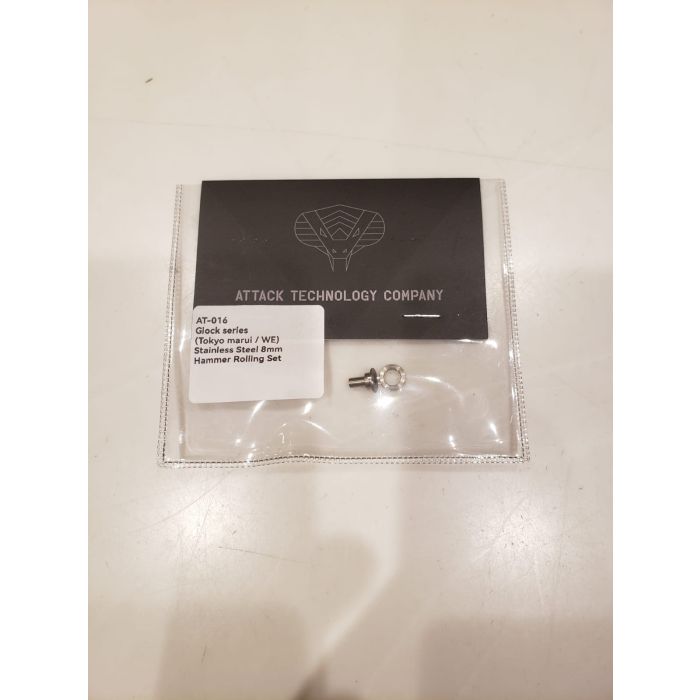 ATTACK TECHNOLOGY COMPANY
AT-016
Glock series
(Tokyo marui / WE)
Stainless Steel 8mm
Hammer Rolling Set